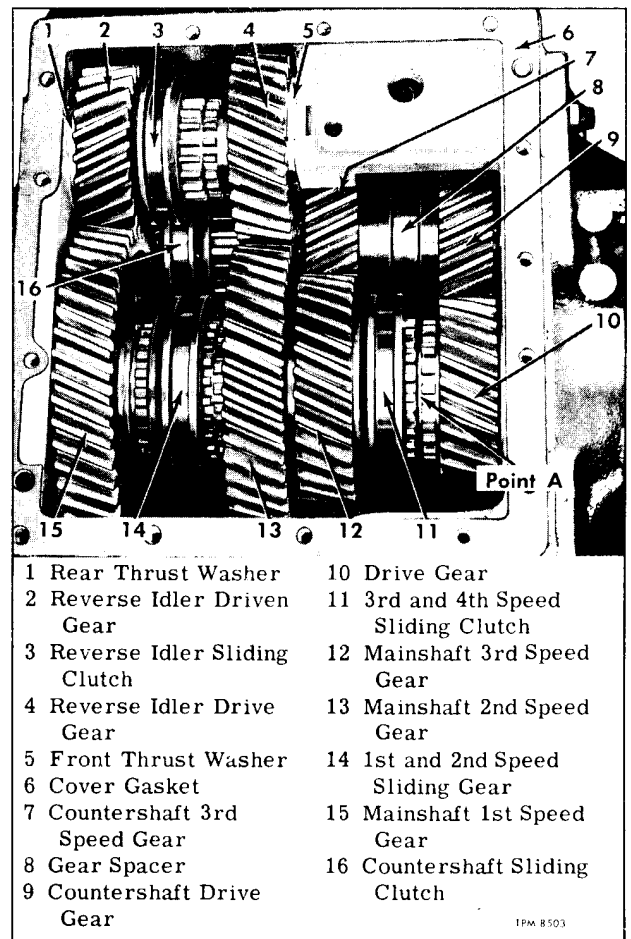 1 2 3 4 5 6
7
8
9
16
10
Point A
15 14 13 12 11
1 Rear Thrust Washer
2 Reverse Idler Driven
Gear
3 Reverse Idler Sliding
Clutch
4 Reverse Idler Drive
Gear
5 Front Thrust Washer
6 Cover Gasket
7 Countershaft 3rd
Speed Gear
8 Gear Spacer
9 Countershaft Drive
Gear
10 Drive Gear
11 3rd and 4th Speed
Sliding Clutch
12 Mainshaft 3rd Speed
Gear
13 Mainshaft 2nd Speed
Gear
14 1st and 2nd Speed
Sliding Gear
15 Mainshaft 1st Speed
Gear
16 Countershaft Sliding
Clutch
TPM 8503